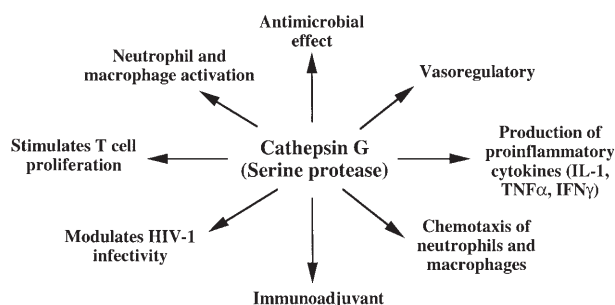 Antimicrobial
effect
Neutrophil and
macrophage activation
Vasoregulatory
Stimulates T cell
proliferation
Cathepsin G
(Serine protease)
Production of
proinflammatory
cytokines (IL-1,
TNFα, IFNγ)
Modulates HIV-1
infectivity
Chemotaxis of
neutrophils and
macrophages
Immunoadjuvant